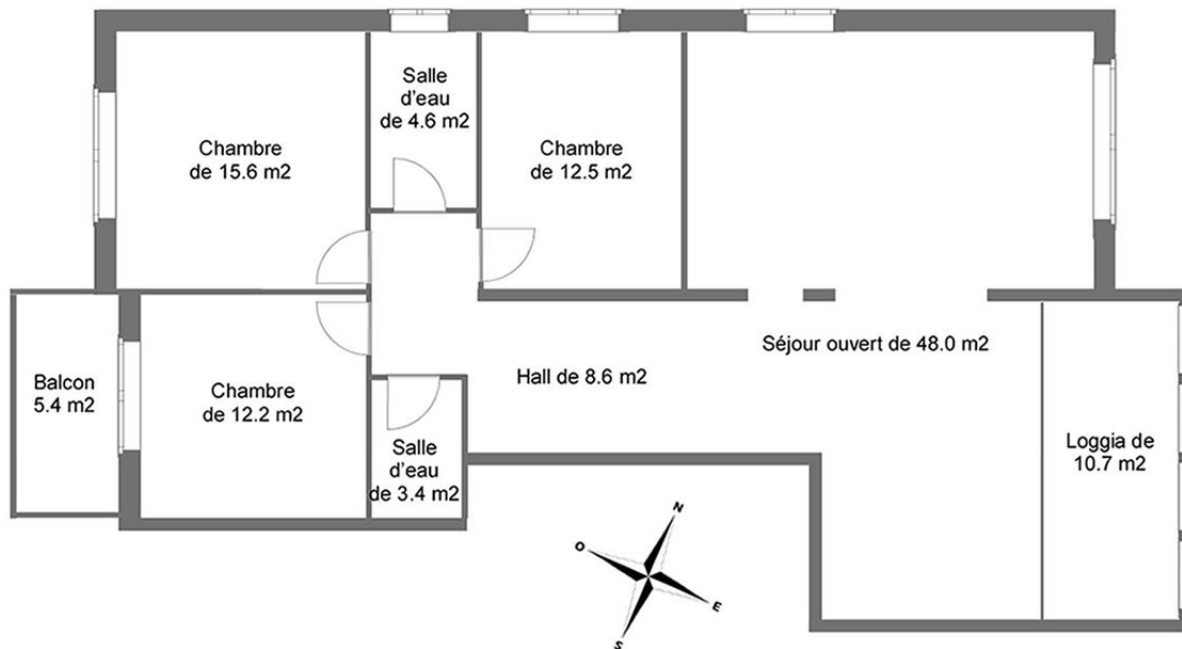 Salle
d'eau
de 4.6 m2
Chambre
de 15.6 m2
Chambre
de 12.5 m2
Séjour ouvert de 48.0 m2
Hall de 8.6 m2
Balcon
5.4 m2
Chambre
de 12.2 m2
Loggia de
10.7 m2
Salle
d'eau
de 3.4 m2
N
O
E
S